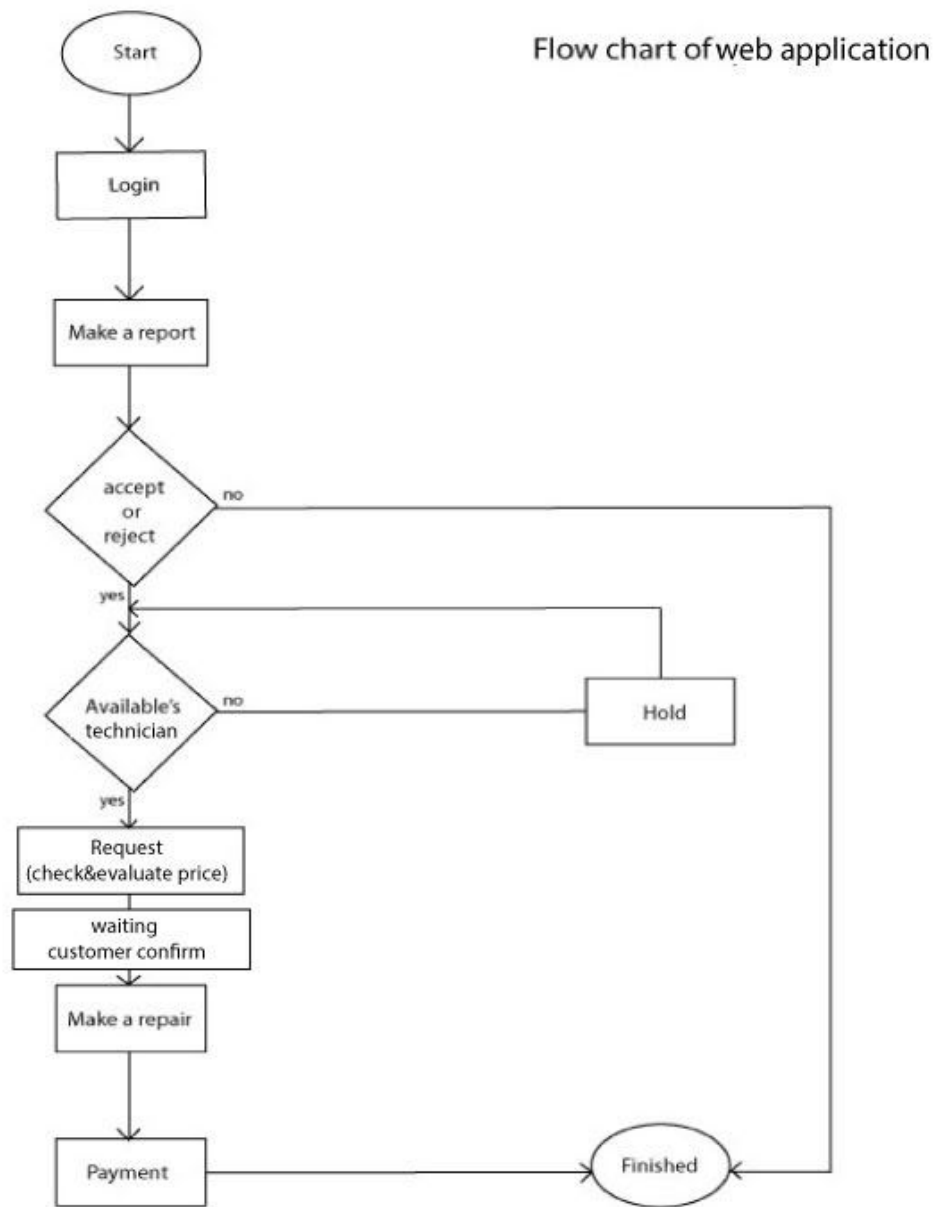 Start
Flow chart of web application
Login
Make a report
accept
or
reject
no
yes
Available's
technician
no
Hold
yes
Request
(check&evaluate price)
waiting
customer confirm
Make a repair
Payment
Finished